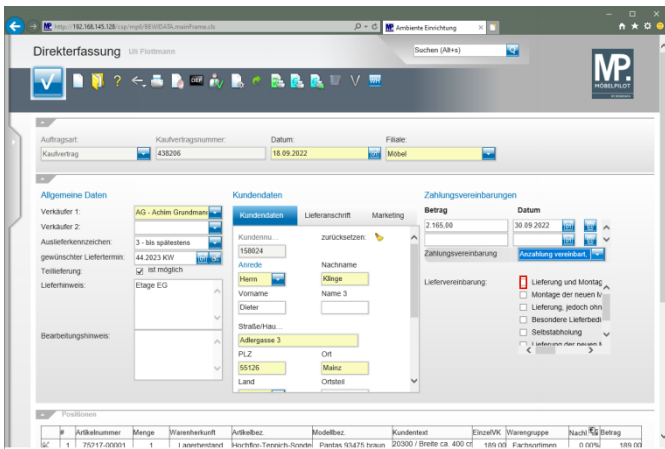 http://192.168.145.128/csp/mpli/BEWIDATA.mainFrame.cls
Ambiente Einrichtung
Direkterfassung Uli Flottmann
Suchen (Alt+s)
MP.
MÖBELPILOT
Auftragsart: Kaufvertragsnummer: Datum: Filiale:
Kaufvertrag 438206 18.09.2022 Möbel
Allgemeine Daten Kundendaten Zahlungsvereinbarungen
Verkäufer 1: AG - Achim Grundmann
Verkäufer 2:
Auslieferkennzeichen: 3 - bis spätestens
gewünschter Liefertermin: 44.2023 KW
Teillieferung: ist möglich
Lieferhinweis: Etage EG
Bearbeitungshinweis:
Kundendaten Lieferanschrift Marketing
Kundennu... zurücksetzen:
158024
Anrede Nachname
Herrn Klinge
Vorname Name 3
Dieter
Straße/Hau...
Adlergasse 3
PLZ Ort
55126 Mainz
Land Ortsteil
Betrag Datum
2.165,00 30.09.2022
Zahlungsvereinbarung Anzahlung vereinbart,
Liefervereinbarung: Lieferung und Montag
Montage der neuen M
Lieferung, jedoch ohn
Besondere Lieferbedi
Selbstabholung
Lieferung der neuen M
Positionen
# Artikelnummer Menge Warenherkunft Artikelbez. Modellbez. Kundentext EinzelVK Warengruppe Nachl. Betrag
1 75217-00001 1 Lagerbestand Hochflor-Teppich-Sonde Pantas 93475 braun 20300 / Breite ca. 400 cm 189,00 Fachsortimen 0,00% 189,00